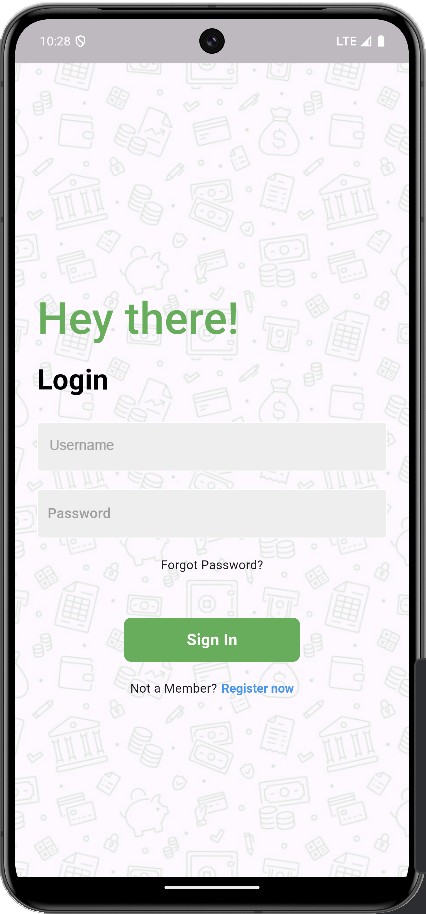 10:28 LTE
Hey there!
Login
Username
Password
Forgot Password?
Sign In
Not a Member? Register now